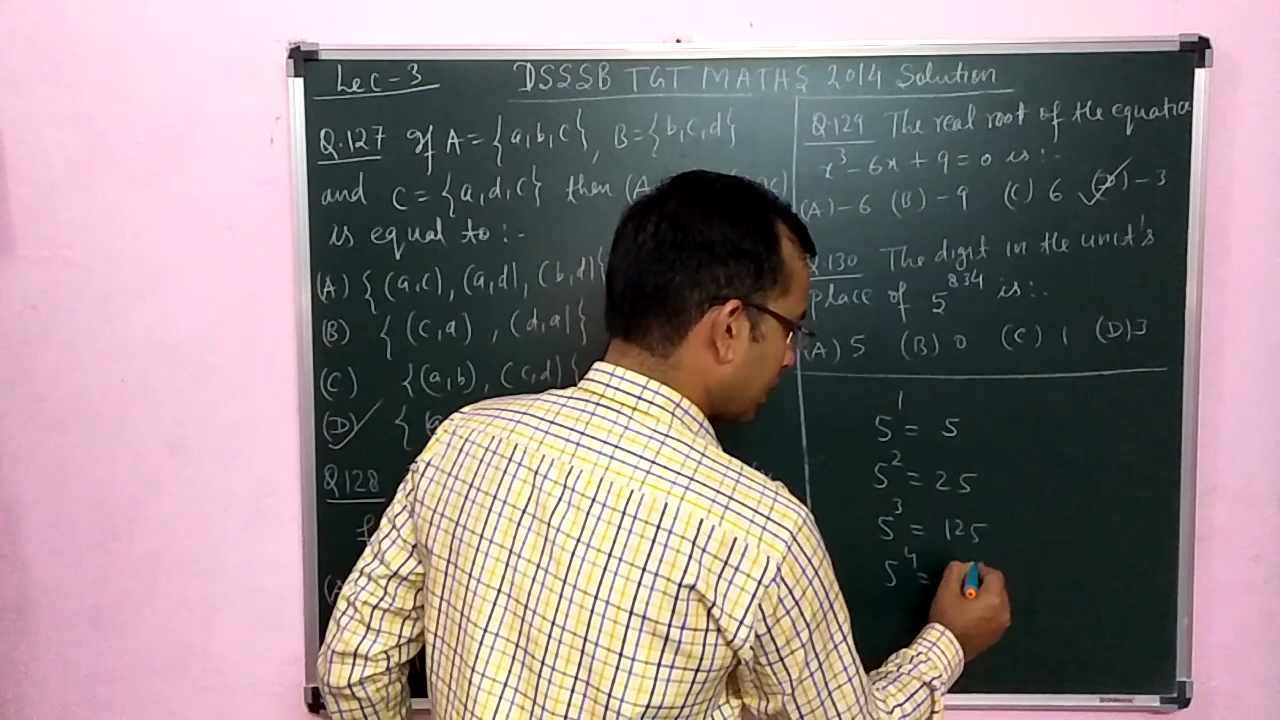 Lec-3
DSSSB TGT MATHS 2014 Solution
Q.127 If A={a,b,c}, B={b,c,d}
and C={a,d,c} then (A
is equal to:-
(A) {(a,c), (a,d), (b,d)}
(B) {(c,a), (d,a)}
(C) {(a,b), (c,d)}
(D) {
Q.128
Q.129 The real root of the equation
x³-6x+9=0 is:-
(A)-6 (B)-9 (C) 6 (D)-3
Q.130 The digit in the unit's
place of 5⁸³⁴ is:-
(A) 5 (B) 0 (C) 1 (D) 3
5¹ = 5
5² = 25
5³ = 125
5⁴ =